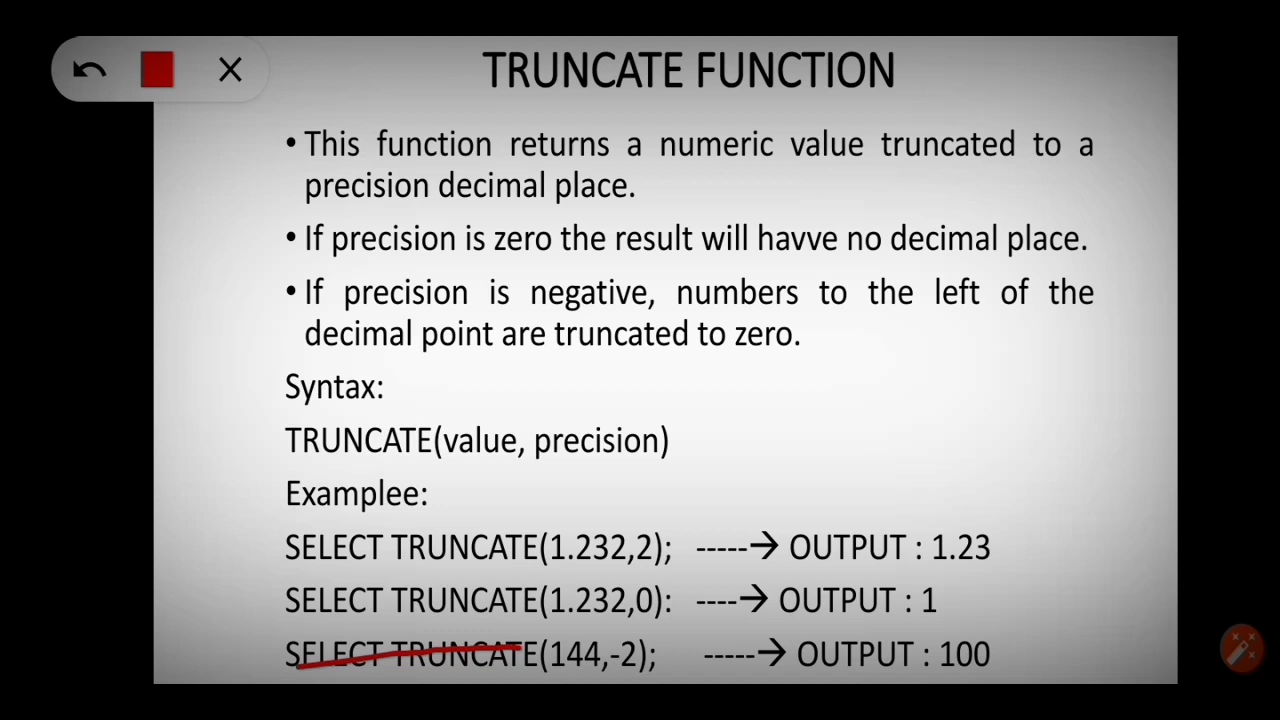 TRUNCATE FUNCTION
• This function returns a numeric value truncated to a
precision decimal place.
• If precision is zero the result will havve no decimal place.
• If precision is negative, numbers to the left of the
decimal point are truncated to zero.
Syntax:
TRUNCATE(value, precision)
Examplee:
SELECT TRUNCATE(1.232,2); -----→ OUTPUT : 1.23
SELECT TRUNCATE(1.232,0): ----→ OUTPUT : 1
SELECT TRUNCATE(144,-2); -----→ OUTPUT : 100